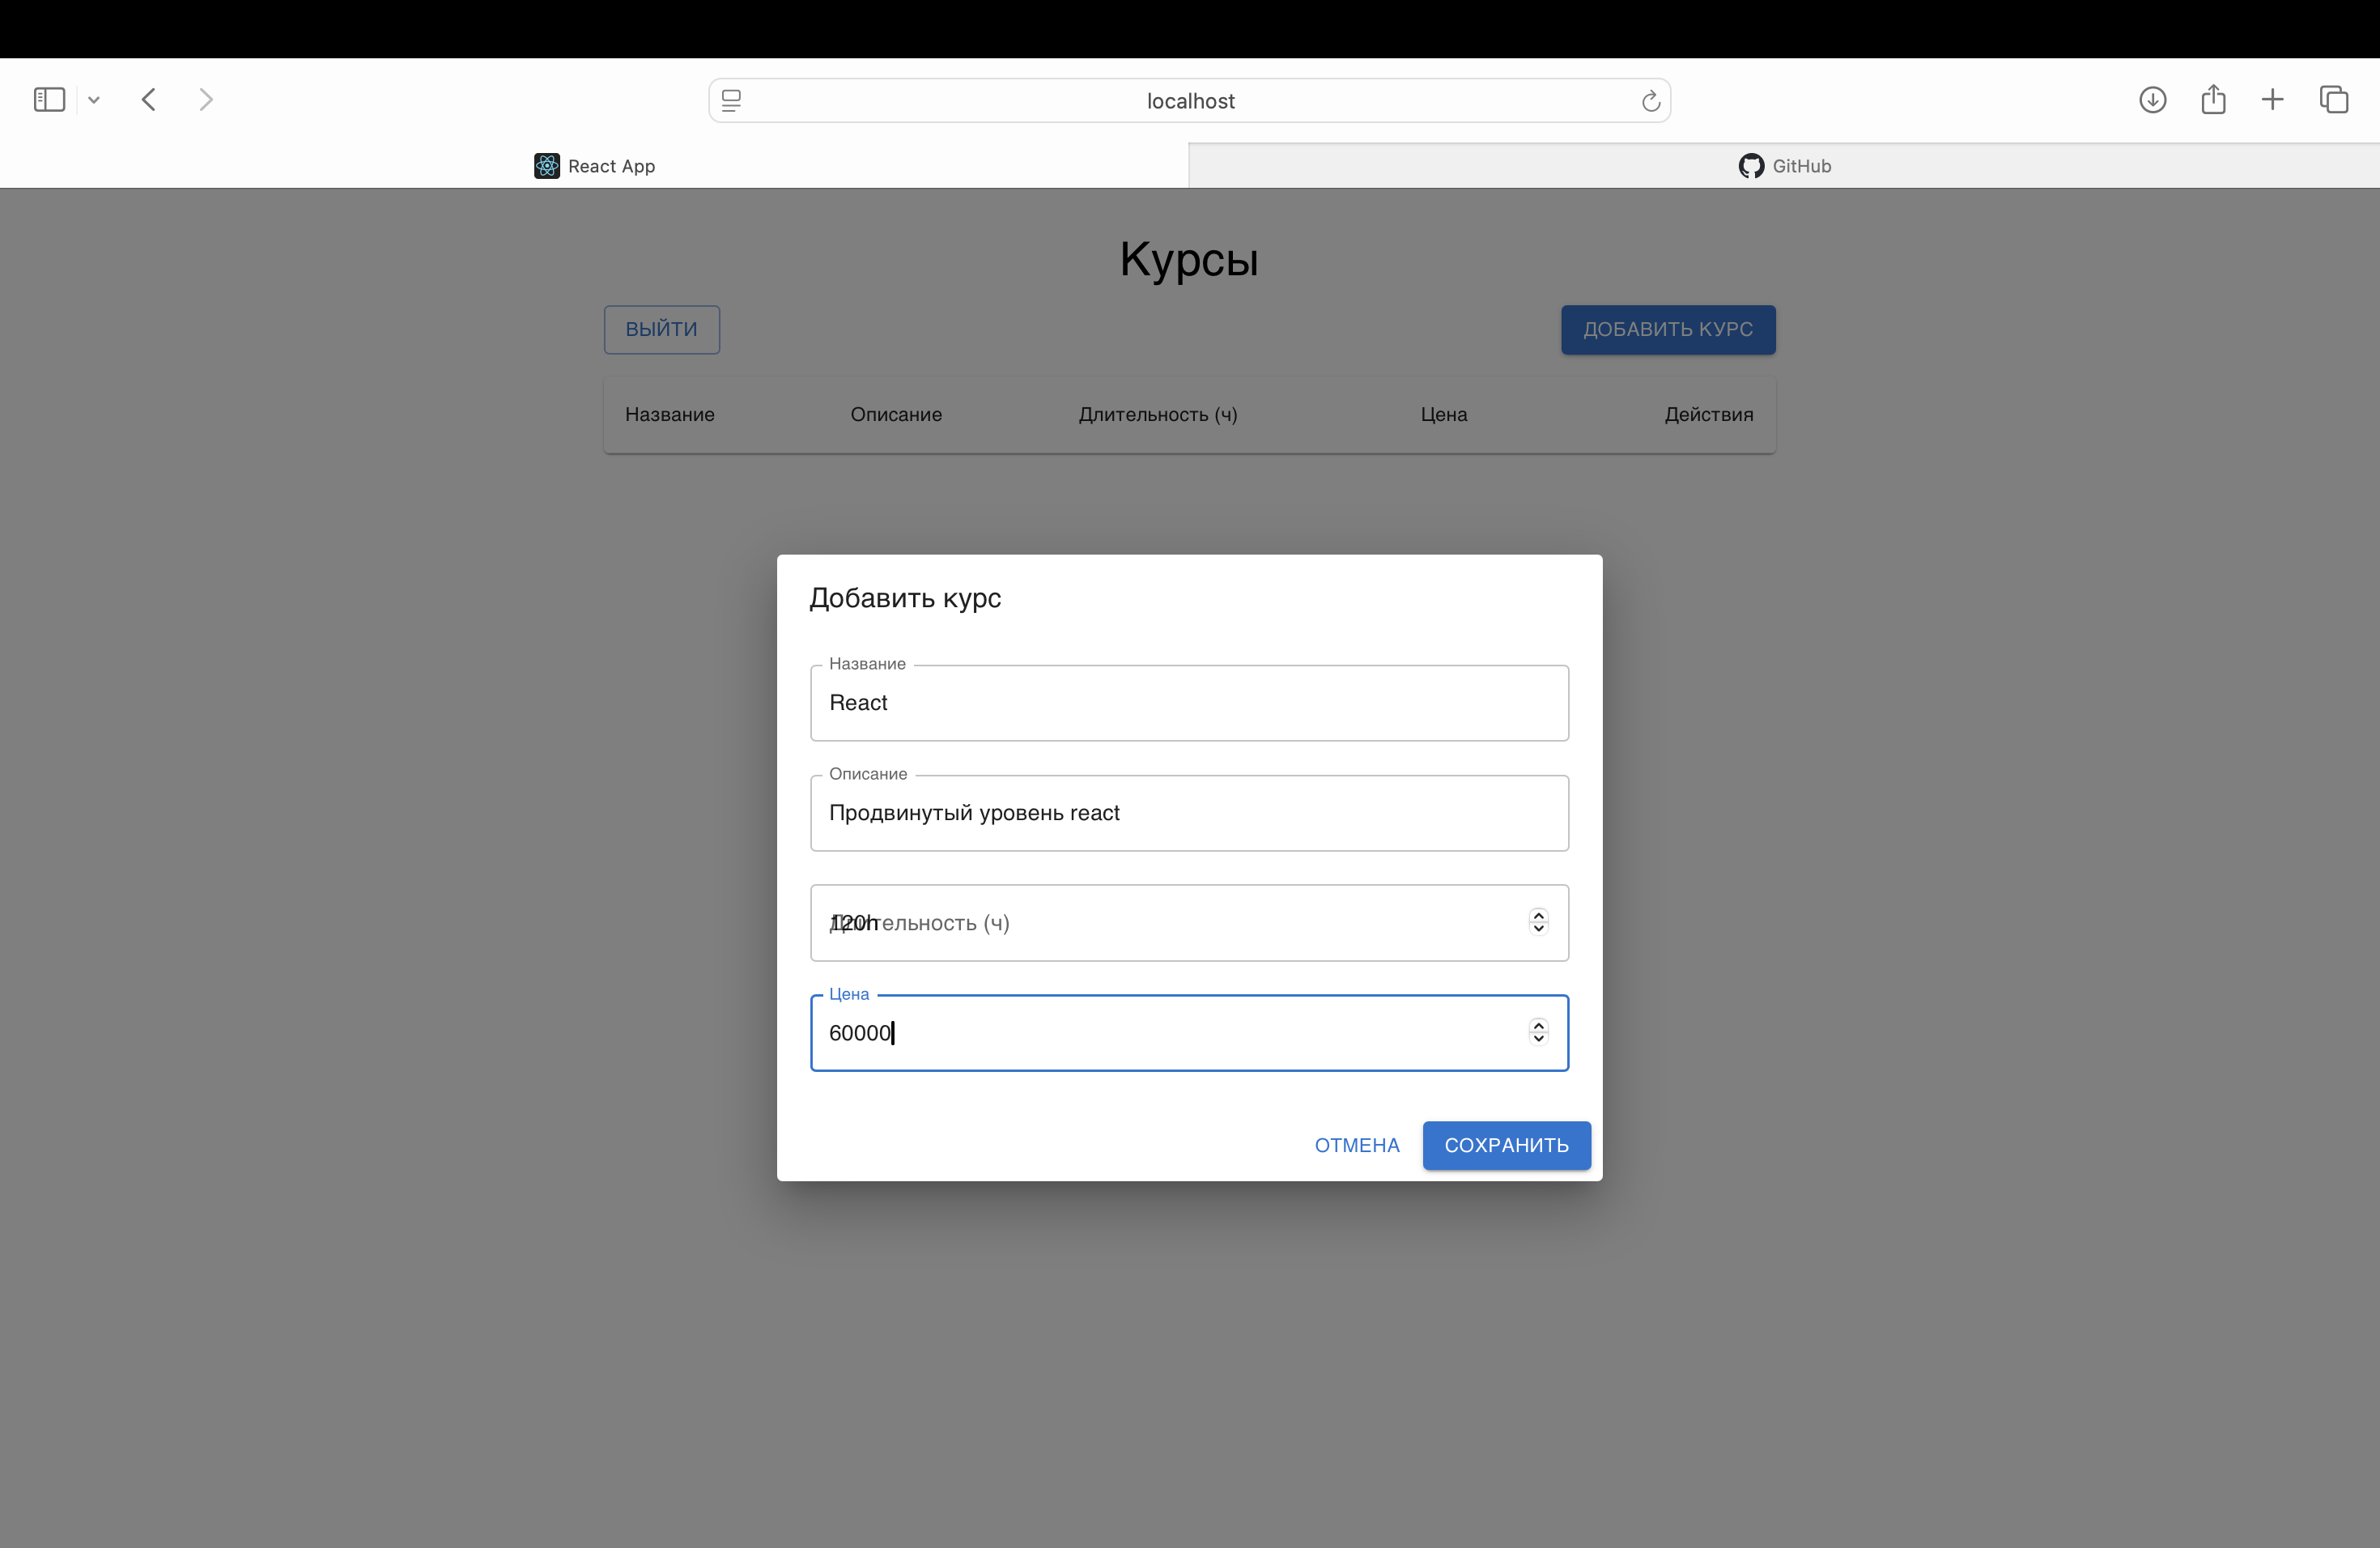 localhost
React App
GitHub
Курсы
ВЫЙТИ
ДОБАВИТЬ КУРС
Название Описание Длительность (ч) Цена Действия
Добавить курс
Название
React
Описание
Продвинутый уровень react
Длительность (ч)
120h
Цена
60000
ОТМЕНА
СОХРАНИТЬ